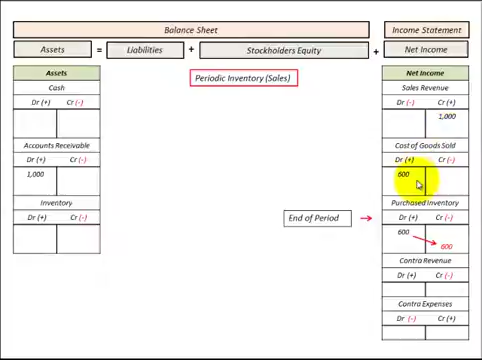 Balance Sheet
Income Statement
Assets = Liabilities + Stockholders Equity + Net Income
Periodic Inventory (Sales)
Assets
Cash
Dr (+) Cr (-)
Accounts Receivable
Dr (+) Cr (-)
1,000
Inventory
Dr (+) Cr (-)
End of Period
Net Income
Sales Revenue
Dr (-) Cr (+)
1,000
Cost of Goods Sold
Dr (+) Cr (-)
600
Purchased Inventory
Dr (+) Cr (-)
600
600
Contra Revenue
Dr (+) Cr (-)
Contra Expenses
Dr (-) Cr (+)